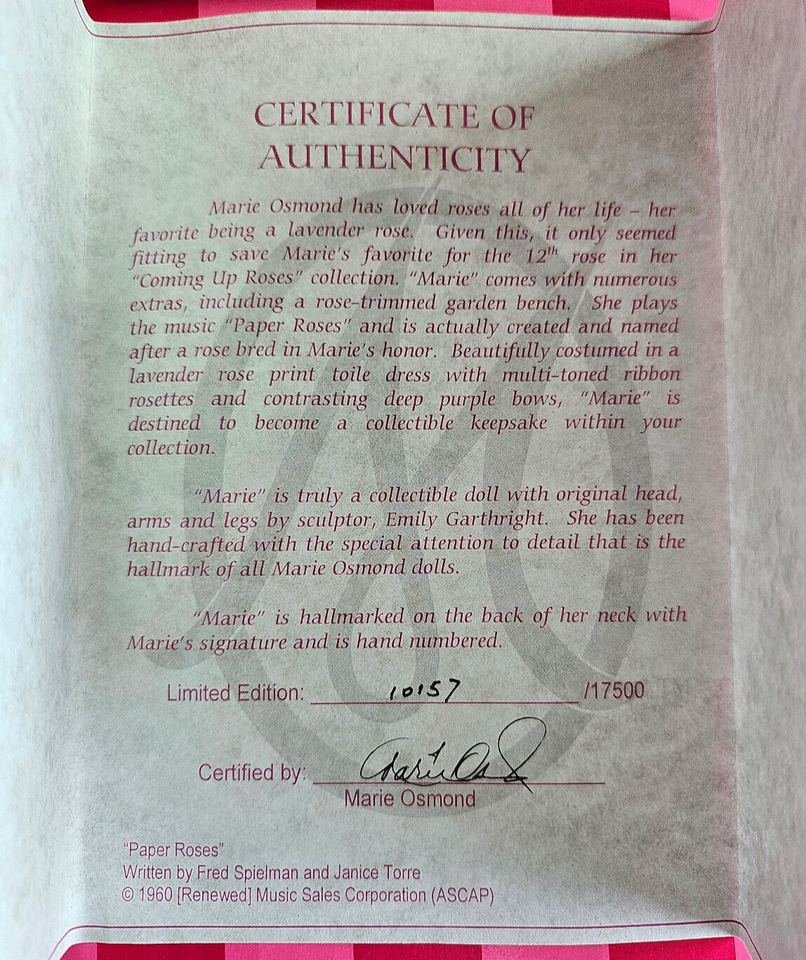 CERTIFICATE OF
AUTHENTICITY
Marie Osmond has loved roses all of her life – her
favorite being a lavender rose. Given this, it only seemed
fitting to save Marie's favorite for the 12th rose in her
"Coming Up Roses" collection. "Marie" comes with numerous
extras, including a rose-trimmed garden bench. She plays
the music "Paper Roses" and is actually created and named
after a rose bred in Marie's honor. Beautifully costumed in a
lavender rose print toile dress with multi-toned ribbon
rosettes and contrasting deep purple bows, "Marie" is
destined to become a collectible keepsake within your
collection.
"Marie" is truly a collectible doll with original head,
arms and legs by sculptor, Emily Garthright. She has been
hand-crafted with the special attention to detail that is the
hallmark of all Marie Osmond dolls.
"Marie" is hallmarked on the back of her neck with
Marie's signature and is hand numbered.
Limited Edition: 10157 /17500
Certified by: Marie Osmond
Marie Osmond
"Paper Roses"
Written by Fred Spielman and Janice Torre
© 1960 [Renewed] Music Sales Corporation (ASCAP)